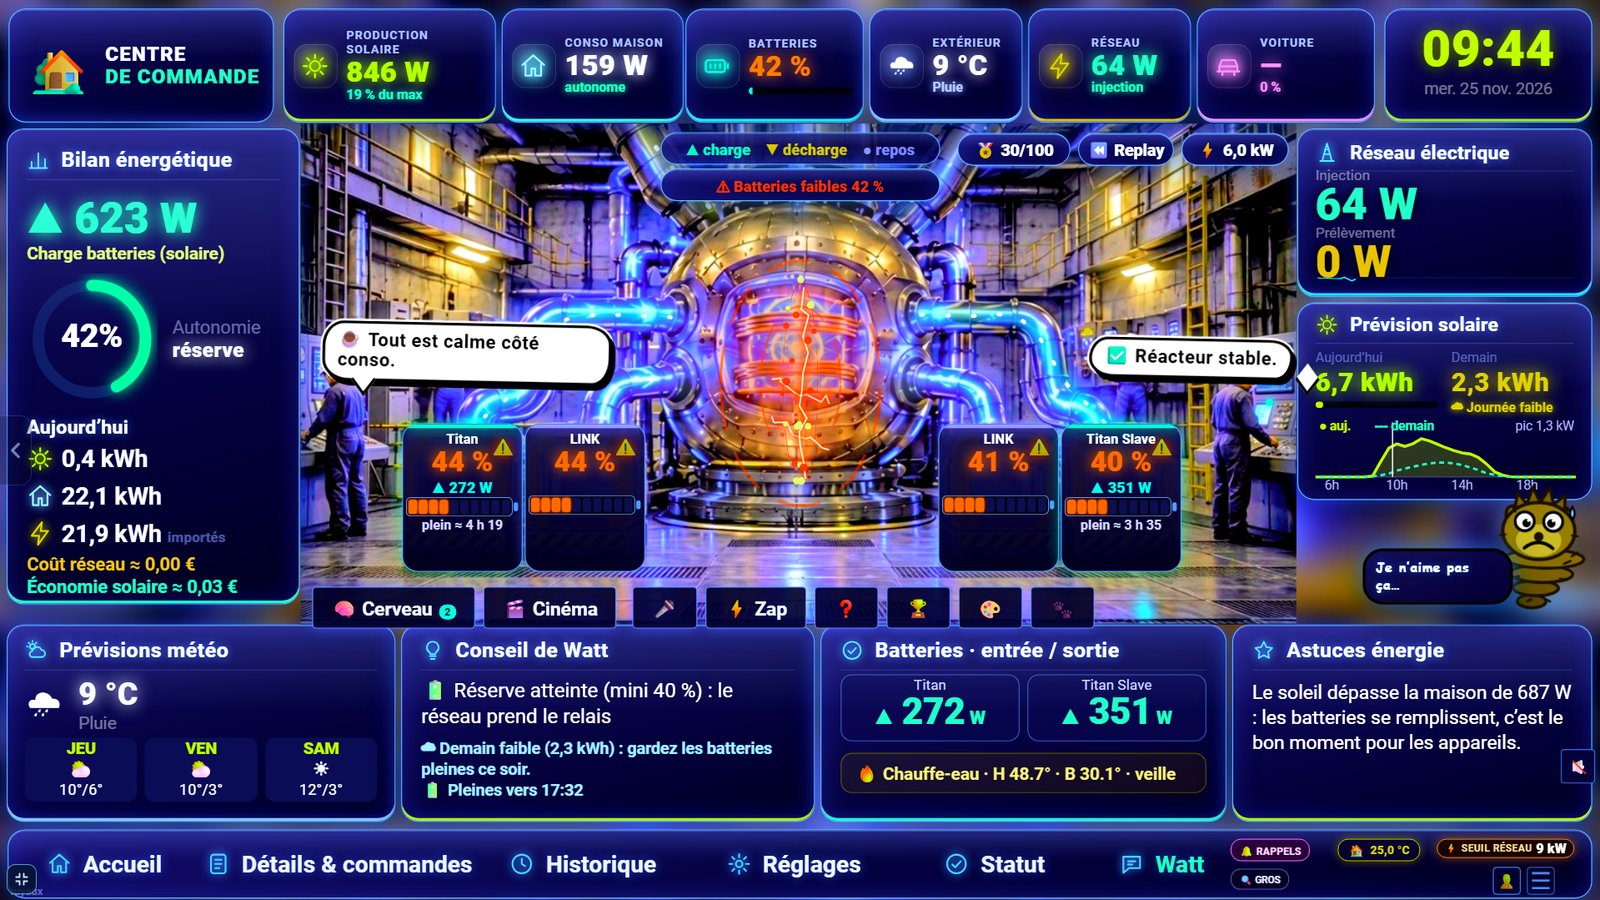 CENTRE
DE COMMANDE
PRODUCTION
SOLAIRE
846 W
19 % du max
CONSO MAISON
159 W
autonome
BATTERIES
42 %
EXTÉRIEUR
9 °C
Pluie
RÉSEAU
64 W
injection
VOITURE
—
0 %
09:44
mer. 25 nov. 2026
Bilan énergétique
▲ 623 W
Charge batteries (solaire)
42%
Autonomie
réserve
Aujourd'hui
0,4 kWh
22,1 kWh
21,9 kWh importés
Coût réseau ≈ 0,00 €
Économie solaire ≈ 0,03 €
▲ charge ▼ décharge ● repos
30/100
Replay
6,0 kW
⚠ Batteries faibles 42 %
Tout est calme côté
conso.
Réacteur stable.
Titan
44 %
▲ 272 W
plein ≈ 4 h 19
LINK
44 %
LINK
41 %
Titan Slave
40 %
▲ 351 W
plein ≈ 3 h 35
Cerveau 2
Cinéma
Zap
Réseau électrique
Injection
64 W
Prélèvement
0 W
Prévision solaire
Aujourd'hui
6,7 kWh
Demain
2,3 kWh
Journée faible
● auj.
demain
pic 1,3 kW
6h 10h 14h 18h
Je n'aime pas
ça...
Prévisions météo
9 °C
Pluie
JEU
10°/6°
VEN
10°/3°
SAM
12°/3°
Conseil de Watt
Réserve atteinte (mini 40 %) : le
réseau prend le relais
Demain faible (2,3 kWh) : gardez les batteries
pleines ce soir.
Pleines vers 17:32
Batteries · entrée / sortie
Titan
▲ 272 W
Titan Slave
▲ 351 W
Chauffe-eau · H 48.7° · B 30.1° · veille
Astuces énergie
Le soleil dépasse la maison de 687 W
: les batteries se remplissent, c'est le
bon moment pour les appareils.
Accueil
Détails & commandes
Historique
Réglages
Statut
Watt
RAPPELS
GROS
25,0 °C
SEUIL RÉSEAU 9 kW